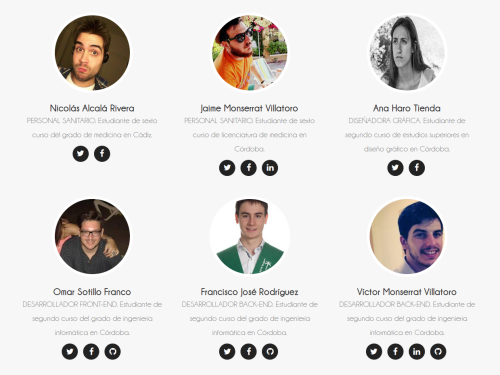 Nicolás Alcalá Rivera
PERSONAL SANITARIO. Estudiante de sexto
curso del grado de medicina en Cádiz.
Jaime Monserrat Villatoro
PERSONAL SANITARIO. Estudiante de sexto
curso de licenciatura de medicina en
Córdoba.
Ana Haro Tienda
DISEÑADORA GRÁFICA. Estudiante de
segundo curso de estudios superiores en
diseño gráfico en Córdoba.
Omar Sotillo Franco
DESARROLLADOR FRONT-END. Estudiante de
segundo curso del grado de ingeniería
informática en Córdoba.
Francisco José Rodríguez
DESARROLLADOR BACK-END. Estudiante de
segundo curso del grado de ingeniería
informática en Córdoba.
Víctor Monserrat Villatoro
DESARROLLADOR BACK-END. Estudiante de
segundo curso del grado de ingeniería
informática en Córdoba.